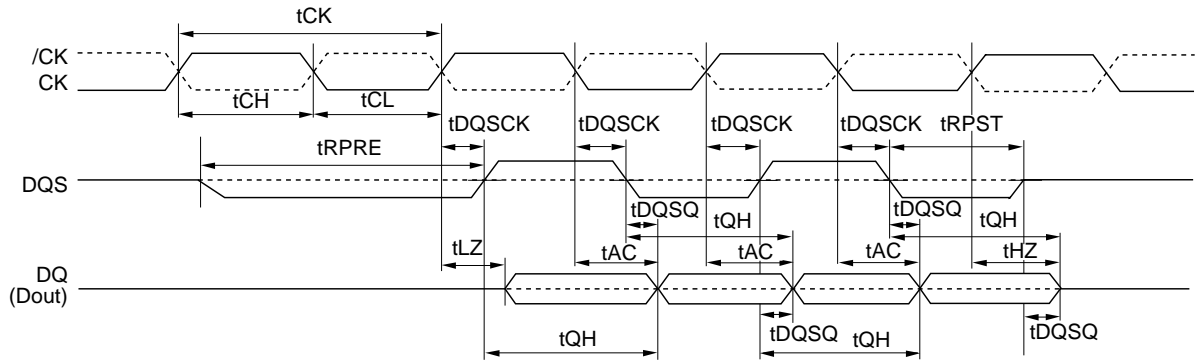 tCK
/CK
CK
tCH
tCL
tDQSCK
tDQSCK
tDQSCK
tDQSCK
tRPST
tRPRE
DQS
tDQSQ
tQH
tDQSQ
tQH
tLZ
tAC
tAC
tAC
tHZ
DQ
(Dout)
tQH
tDQSQ
tQH
tDQSQ